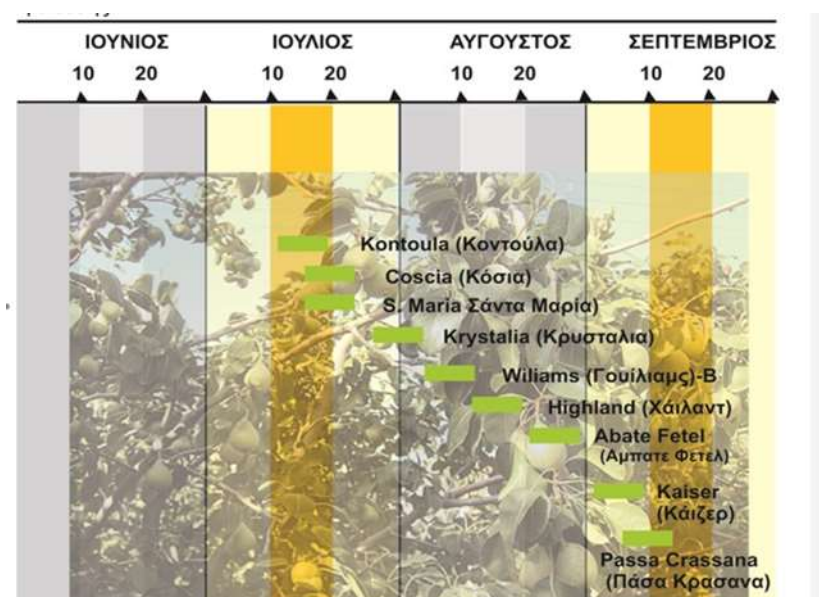 ΙΟΥΝΙΟΣ ΙΟΥΛΙΟΣ ΑΥΓΟΥΣΤΟΣ ΣΕΠΤΕΜΒΡΙΟΣ
10 20 10 20 10 20 10 20
Kontoula (Κοντούλα)
Coscia (Κόσια)
S. Maria Σάντα Μαρία)
Krystalia (Κρυσταλια)
Wiliams (Γουίλιαμς)-Β
Highland (Χάιλαντ)
Abate Fetel
(Αμπατε Φετελ)
Kaiser
(Κάιζερ)
Passa Crassana
(Πάσα Κρασανα)